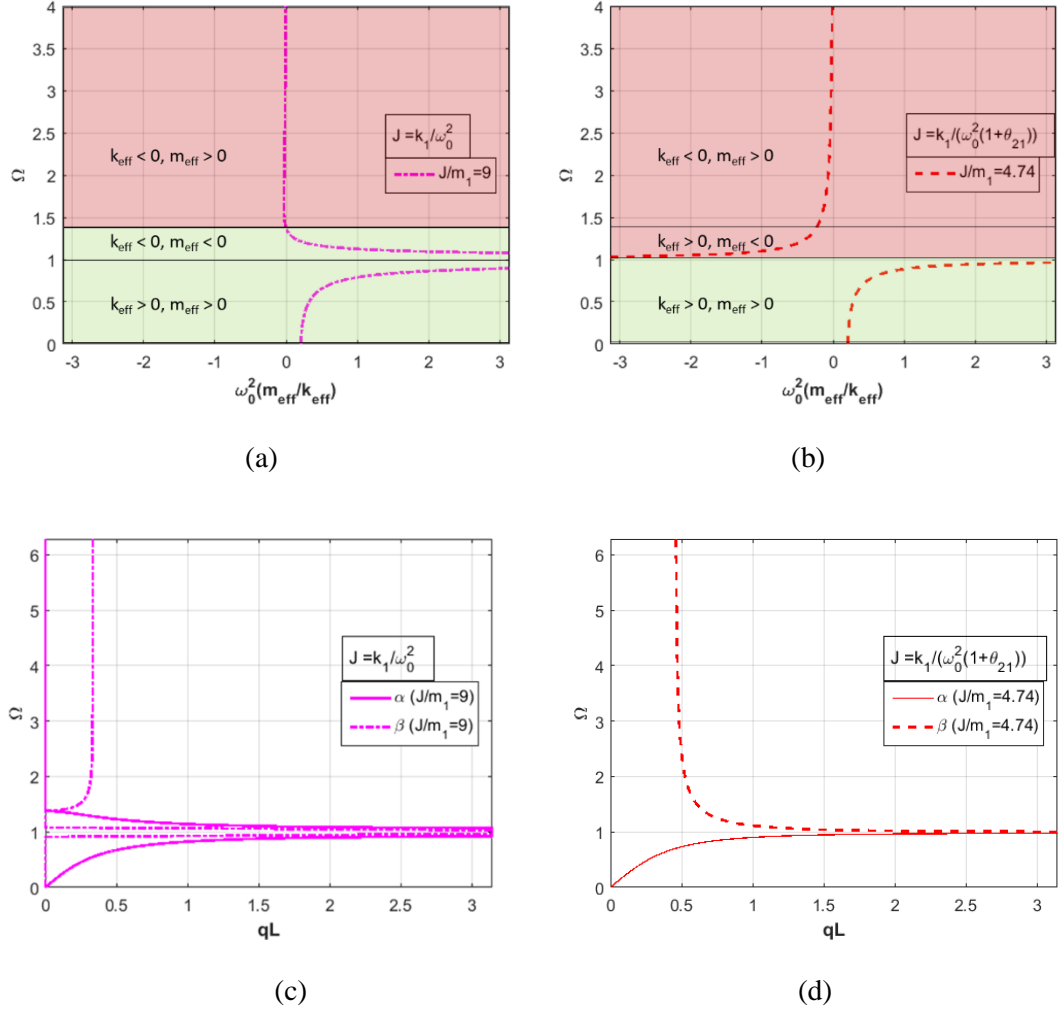 4
3.5
3
2.5
2
1.5
1
0.5
0
Ω
k_eff < 0, m_eff > 0
k_eff < 0, m_eff < 0
k_eff > 0, m_eff > 0
J =k_1/ω_0^2
J/m_1=9
-3 -2 -1 0 1 2 3
ω_0^2(m_eff/k_eff)
(a)
4
3.5
3
2.5
2
1.5
1
0.5
0
Ω
k_eff < 0, m_eff > 0
k_eff > 0, m_eff < 0
k_eff > 0, m_eff > 0
J =k_1/(ω_0^2(1+θ_21))
J/m_1=4.74
-3 -2 -1 0 1 2 3
ω_0^2(m_eff/k_eff)
(b)
6
5
4
3
2
1
0
Ω
J =k_1/ω_0^2
α (J/m_1=9)
β (J/m_1=9)
0 0.5 1 1.5 2 2.5 3
qL
(c)
6
5
4
3
2
1
0
Ω
J =k_1/(ω_0^2(1+θ_21))
α (J/m_1=4.74)
β (J/m_1=4.74)
0 0.5 1 1.5 2 2.5 3
qL
(d)